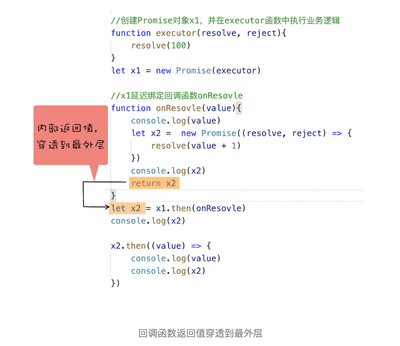 //创建Promise对象x1，并在executor函数中执行业务逻辑
function executor(resolve, reject){
    resolve(100)
}
let x1 = new Promise(executor)
//x1延迟绑定回调函数onResovle
function onResovle(value){
    console.log(value)
    let x2 =  new Promise((resolve, reject) => {
        resolve(value + 1)
    })
    console.log(x2)
    return x2
}
内部返回值，
穿透到最外层
let x2 = x1.then(onResovle)
console.log(x2)
x2.then((value) => {
    console.log(value)
    console.log(x2)
})
回调函数返回值穿透到最外层